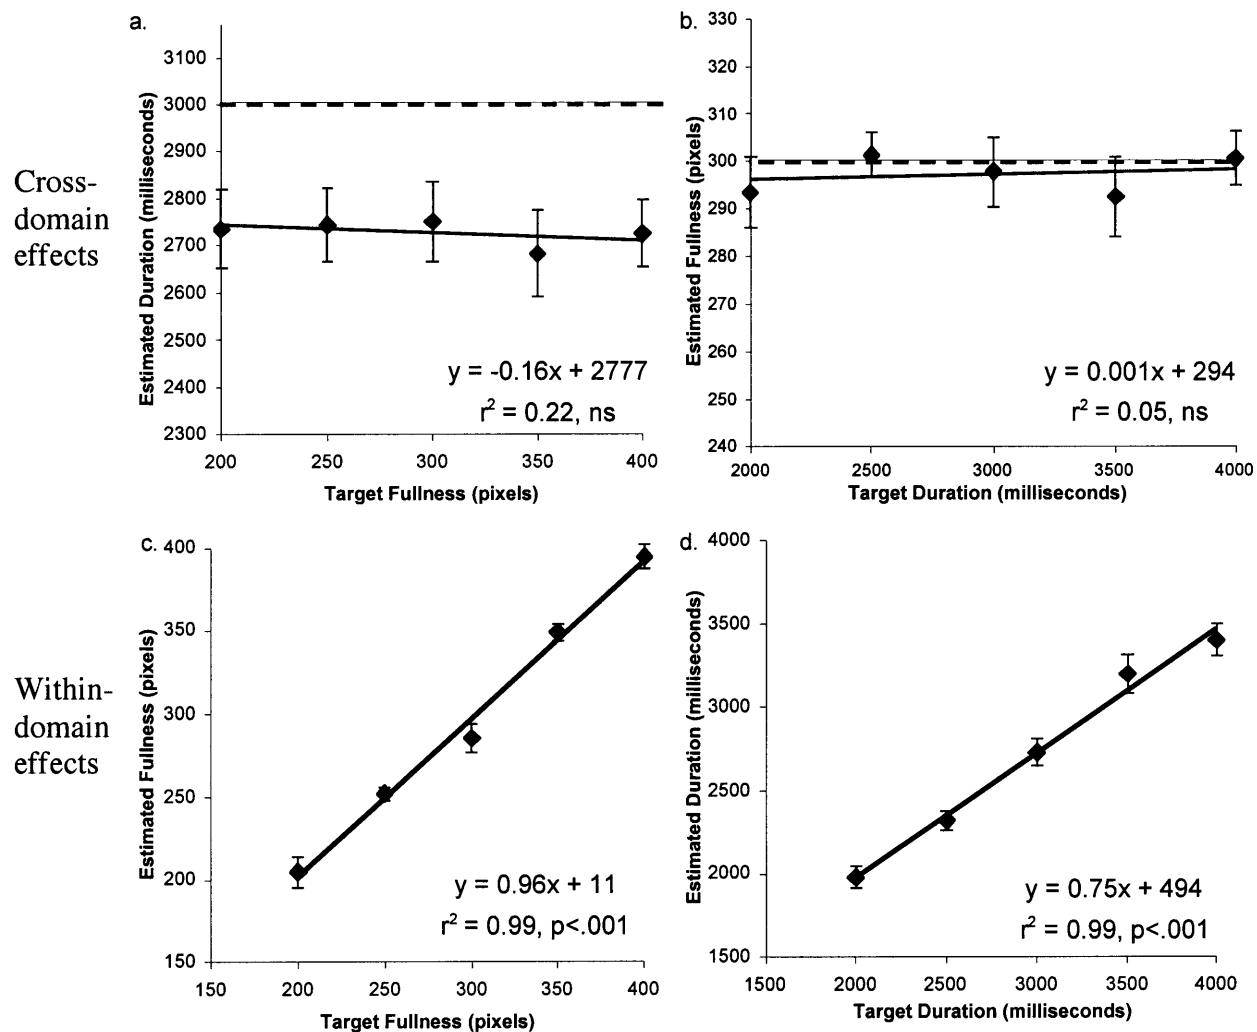 a.
Estimated Duration (milliseconds)
3100
3000
2900
2800
2700
2600
2500
2400
2300
200 250 300 350 400
Target Fullness (pixels)
y = -0.16x + 2777
r² = 0.22, ns
b.
Estimated Fullness (pixels)
330
320
310
300
290
280
270
260
250
240
2000 2500 3000 3500 4000
Target Duration (milliseconds)
y = 0.001x + 294
r² = 0.05, ns
Cross-
domain
effects
c.
Estimated Fullness (pixels)
400
350
300
250
200
150
150 200 250 300 350 400
Target Fullness (pixels)
y = 0.96x + 11
r² = 0.99, p<.001
d.
Estimated Duration (milliseconds)
4000
3500
3000
2500
2000
1500
1500 2000 2500 3000 3500 4000
Target Duration (milliseconds)
y = 0.75x + 494
r² = 0.99, p<.001
Within-
domain
effects